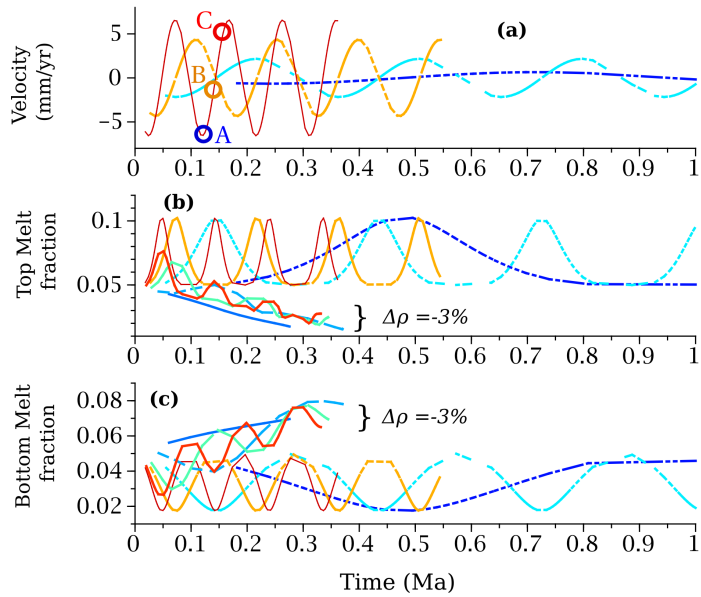 5
0
−5
Velocity
(mm/yr)
(a)
C
B
A
0 0.1 0.2 0.3 0.4 0.5 0.6 0.7 0.8 0.9 1
(b)
0.1
0.05
Top Melt
fraction
} Δρ =-3%
0 0.1 0.2 0.3 0.4 0.5 0.6 0.7 0.8 0.9 1
(c)
0.08
0.06
0.04
0.02
Bottom Melt
fraction
} Δρ =-3%
0 0.1 0.2 0.3 0.4 0.5 0.6 0.7 0.8 0.9 1
Time (Ma)